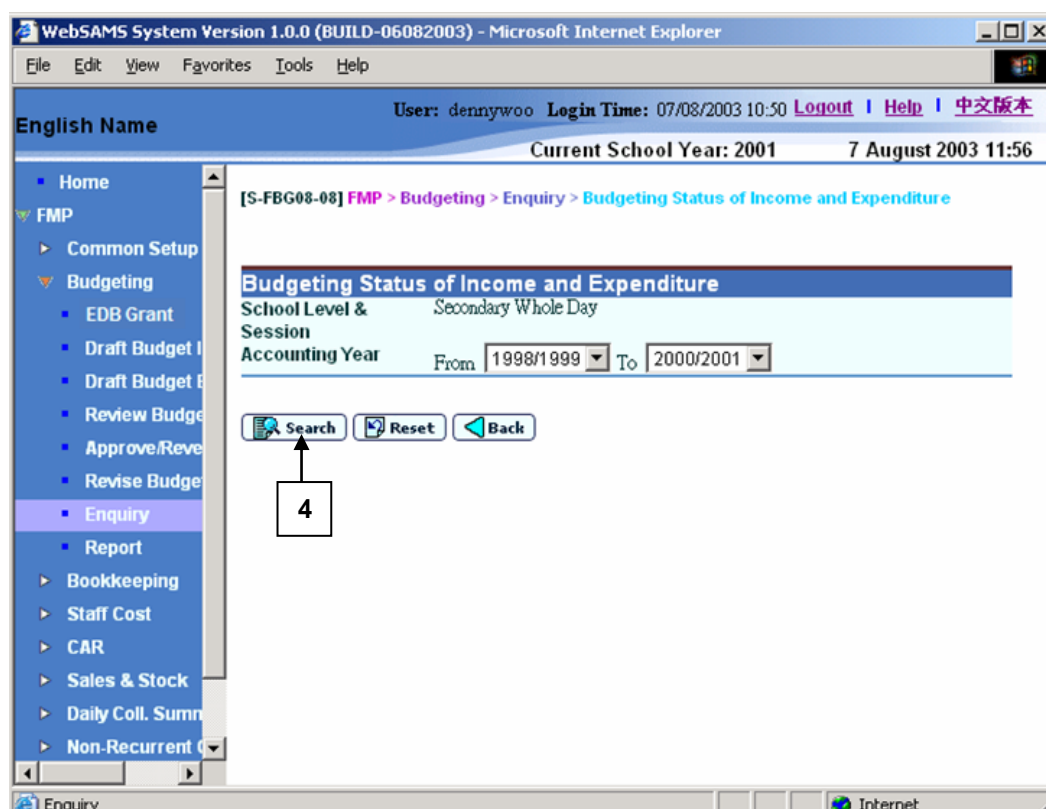 WebSAMS System Version 1.0.0 (BUILD-06082003) - Microsoft Internet Explorer
File Edit View Favorites Tools Help
User: dennywoo Login Time: 07/08/2003 10:50 Logout | Help | 中文版本
English Name
Current School Year: 2001 7 August 2003 11:56
Home
FMP
Common Setup
Budgeting
EDB Grant
Draft Budget I
Draft Budget E
Review Budge
Approve/Reve
Revise Budge
Enquiry
Report
Bookkeeping
Staff Cost
CAR
Sales & Stock
Daily Coll. Summ
Non-Recurrent
[S-FBG08-08] FMP > Budgeting > Enquiry > Budgeting Status of Income and Expenditure
Budgeting Status of Income and Expenditure
School Level & Secondary Whole Day
Session
Accounting Year From 1998/1999 To 2000/2001
Search Reset Back
4
Enquiry Internet